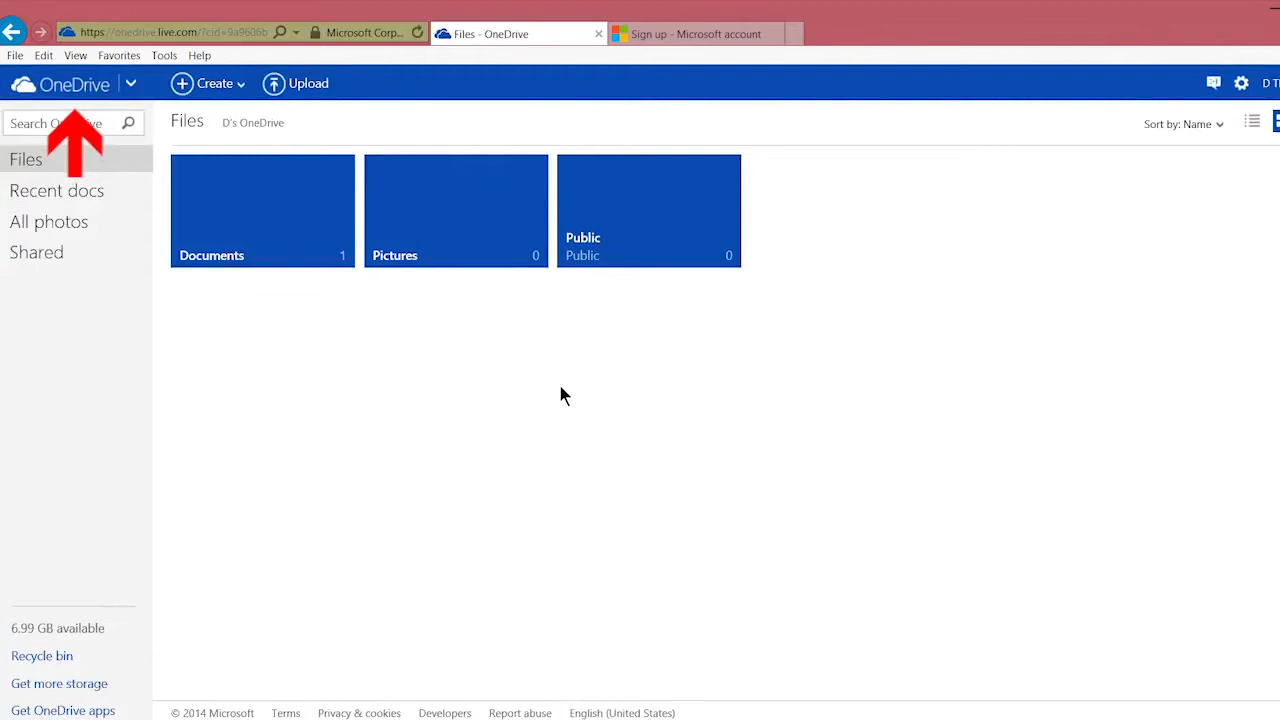 https://onedrive.live.com/?cid=9a9606b
Microsoft Corp...
Files - OneDrive
Sign up - Microsoft account
File Edit View Favorites Tools Help
OneDrive
Create
Upload
D
Search
Files
D's OneDrive
Sort by: Name
Files
Recent docs
All photos
Shared
Documents 1
Pictures 0
Public
Public 0
6.99 GB available
Recycle bin
Get more storage
Get OneDrive apps
© 2014 Microsoft Terms Privacy & cookies Developers Report abuse English (United States)